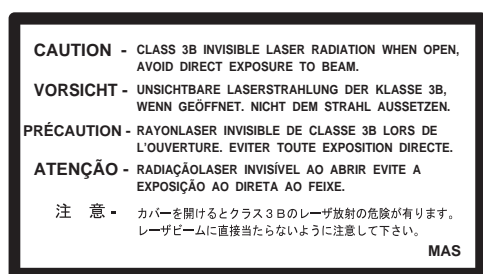 CAUTION - CLASS 3B INVISIBLE LASER RADIATION WHEN OPEN,
AVOID DIRECT EXPOSURE TO BEAM.
VORSICHT - UNSICHTBARE LASERSTRAHLUNG DER KLASSE 3B,
WENN GEÖFFNET. NICHT DEM STRAHL AUSSETZEN.
PRÉCAUTION - RAYONLASER INVISIBLE DE CLASSE 3B LORS DE
L'OUVERTURE. EVITER TOUTE EXPOSITION DIRECTE.
ATENÇÃO - RADIAÇÃOLASER INVISÍVEL AO ABRIR EVITE A
EXPOSIÇÃO AO DIRETA AO FEIXE.
注 意 - カバーを開けるとクラス3Bのレーザ放射の危険が有ります。
レーザビームに直接当たらないように注意して下さい。
MAS